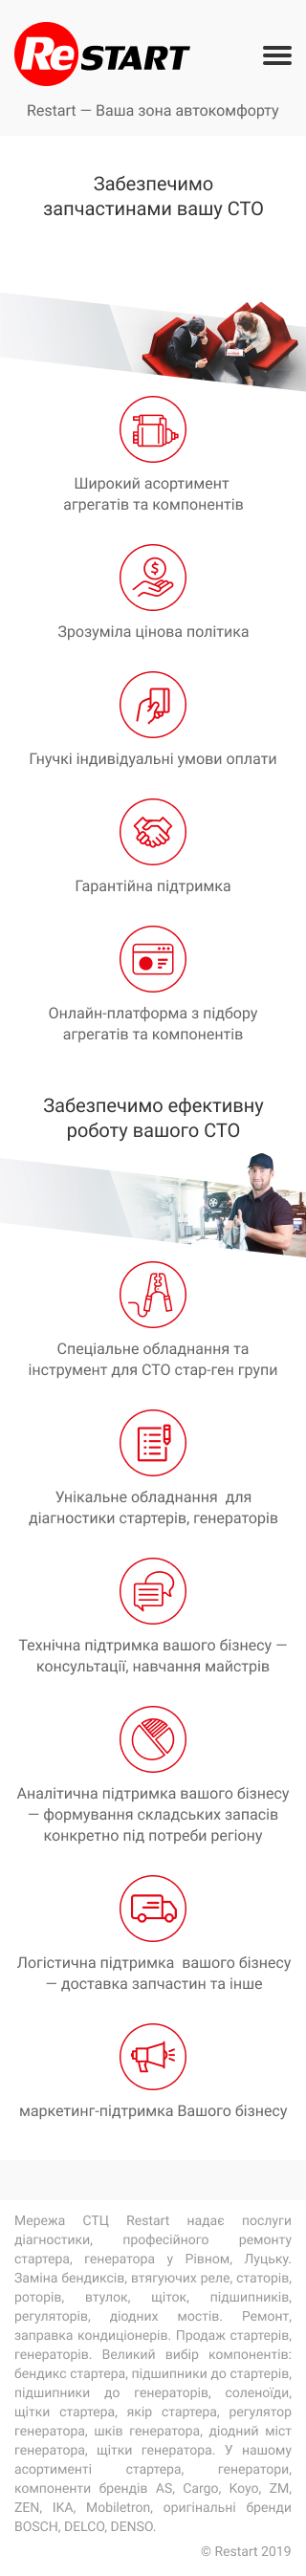 ReSTART
Restart — Ваша зона автокомфорту
Забезпечимо
запчастинами вашу СТО
Широкий асортимент
агрегатів та компонентів
Зрозуміла цінова політика
Гнучкі індивідуальні умови оплати
Гарантійна підтримка
Онлайн-платформа з підбору
агрегатів та компонентів
Забезпечимо ефективну
роботу вашого СТО
Спеціальне обладнання та
інструмент для СТО стар-ген групи
Унікальне обладнання для
діагностики стартерів, генераторів
Технічна підтримка вашого бізнесу —
консультації, навчання майстрів
Аналітична підтримка вашого бізнесу
— формування складських запасів
конкретно під потреби регіону
Логістична підтримка вашого бізнесу
— доставка запчастин та інше
маркетинг-підтримка Вашого бізнесу
Мережа СТЦ Restart надає послуги
діагностики, професійного ремонту
стартера, генератора у Рівном, Луцьку.
Заміна бендиксів, втягуючих реле, статорів,
роторів, втулок, щіток, підшипників,
регуляторів, діодних мостів. Ремонт,
заправка кондиціонерів. Продаж стартерів,
генераторів. Великий вибір компонентів:
бендикс стартера, підшипники до стартерів,
підшипники до генераторів, соленоїди,
щітки стартера, якір стартера, регулятор
генератора, шків генератора, діодний міст
генератора, щітки генератора. У нашому
асортименті стартера, генератори,
компоненти брендів AS, Cargo, Koyo, ZM,
ZEN, IKA, Mobiletron, оригінальні бренди
BOSCH, DELCO, DENSO.
© Restart 2019